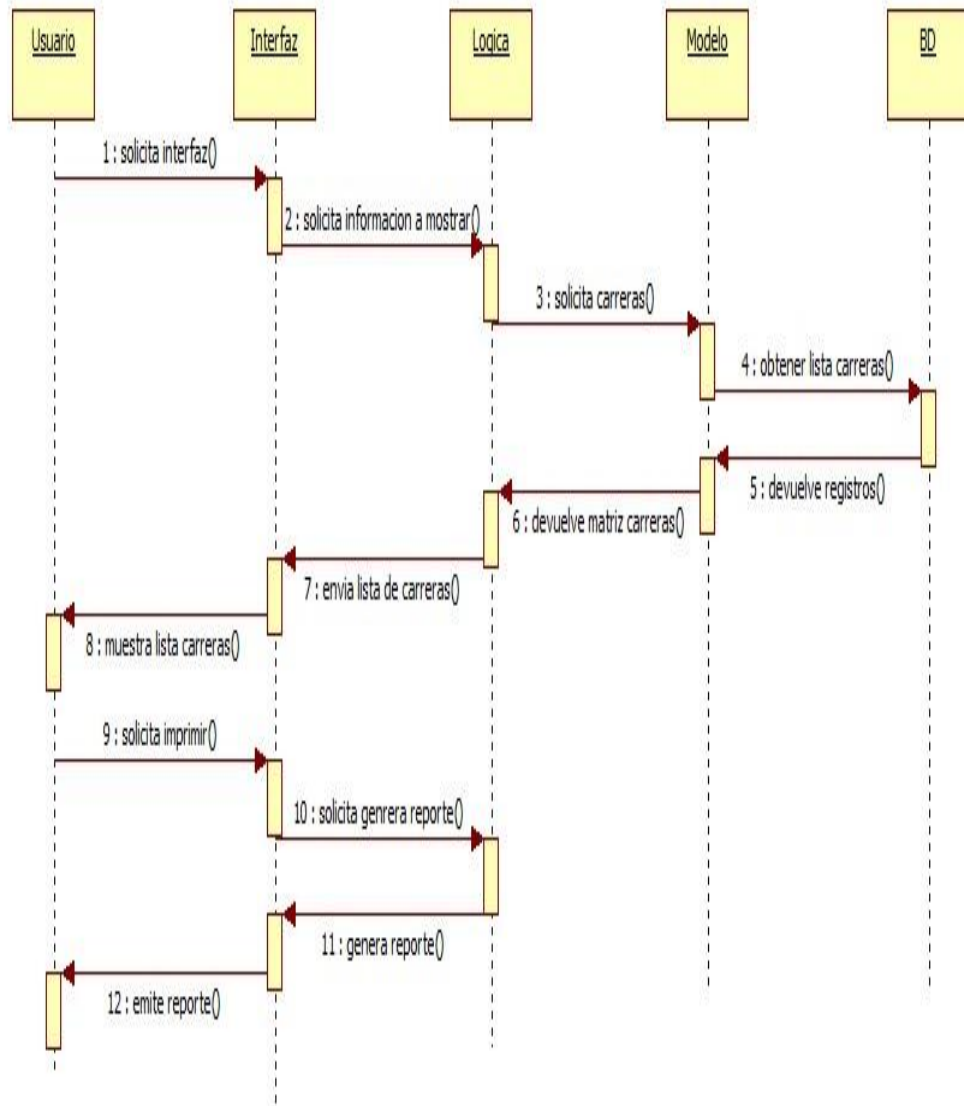 Usuario
Interfaz
Logica
Modelo
BD
1 : solicita interfaz()
2 : solicita informacion a mostrar()
3 : solicita carreras()
4 : obtener lista carreras()
5 : devuelve registros()
6 : devuelve matriz carreras()
7 : envia lista de carreras()
8 : muestra lista carreras()
9 : solicita imprimir()
10 : solicita genrera reporte()
11 : genera reporte()
12 : emite reporte()